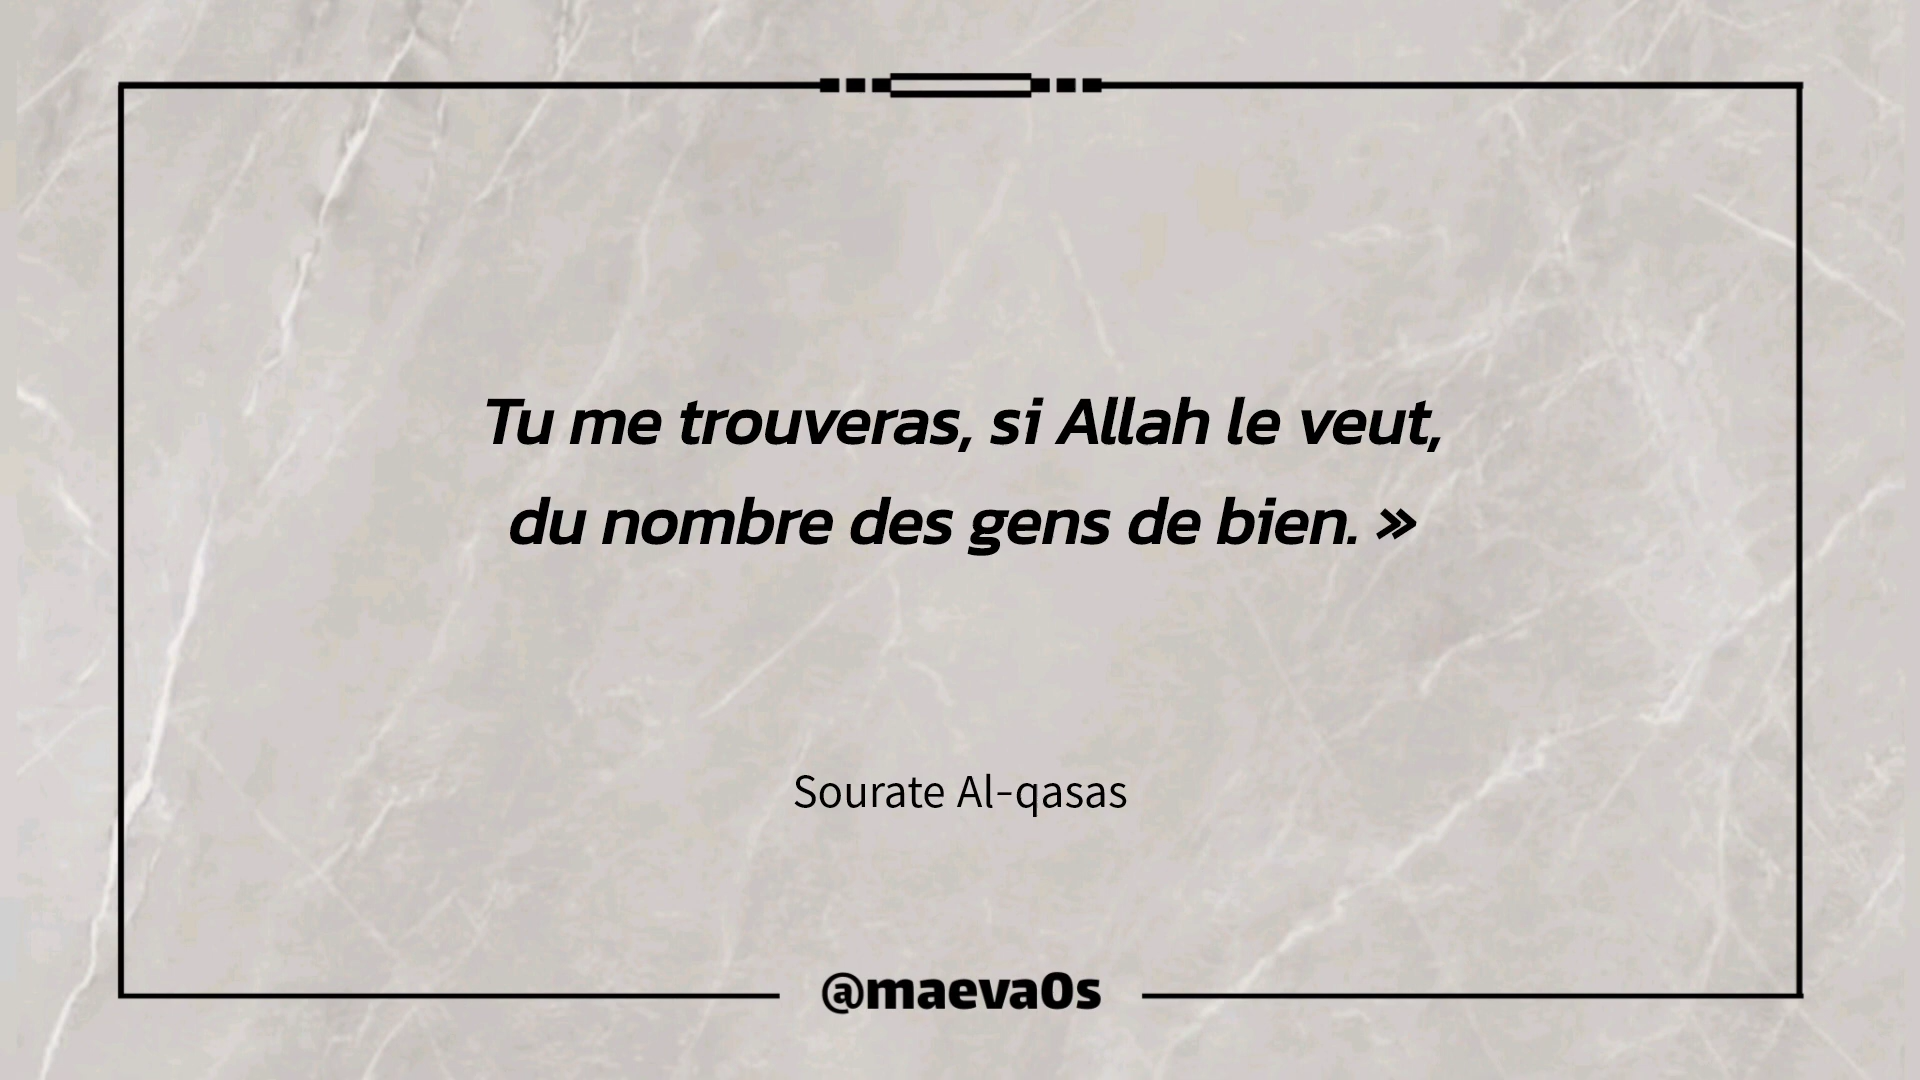 Tu me trouveras, si Allah le veut,
du nombre des gens de bien. »
Sourate Al-qasas
@maeva0s